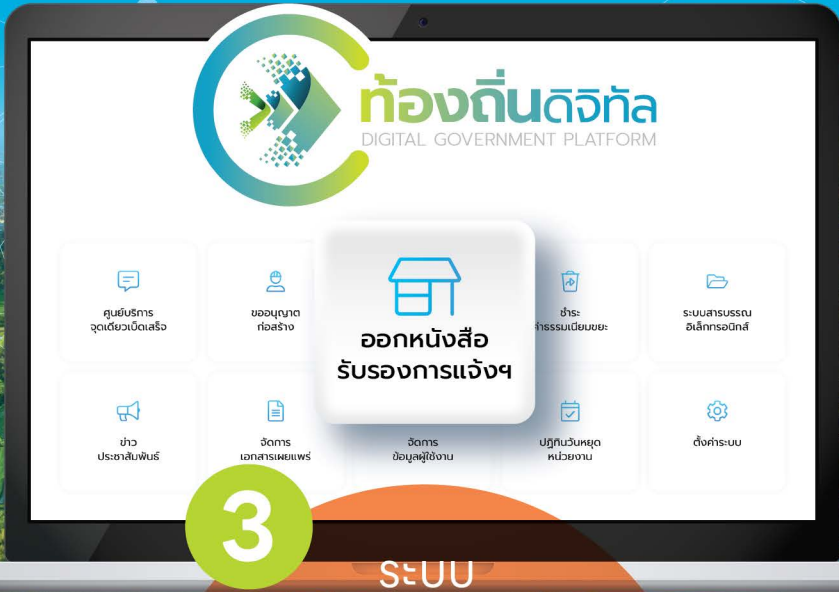 ท้องถิ่นดิจิทัล
DIGITAL GOVERNMENT PLATFORM
ศูนย์บริการ
จุดเดียวเบ็ดเสร็จ
ขออนุญาต
ก่อสร้าง
ออกหนังสือ
รับรองการแจ้งฯ
ชำระ
ค่าธรรมเนียมขยะ
ระบบสารบรรณ
อิเล็กทรอนิกส์
ข่าว
ประชาสัมพันธ์
จัดการ
เอกสารเผยแพร่
จัดการ
ข้อมูลผู้ใช้งาน
ปฏิทินวันหยุด
หน่วยงาน
ตั้งค่าระบบ
3
ระบบ